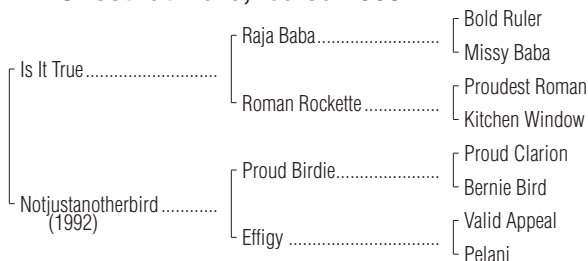 Bold Ruler
Raja Baba
Missy Baba
Is It True
Proudest Roman
Roman Rockette
Kitchen Window
Proud Clarion
Proud Birdie
Bernie Bird
Notjustanotherbird
(1992)
Valid Appeal
Effigy
Pelani